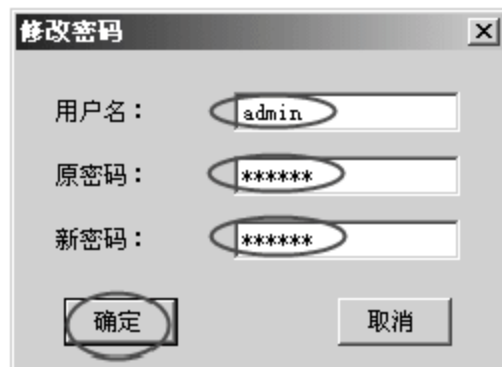 修改密码
用户名： admin
原密码： ******
新密码： ******
确定 取消